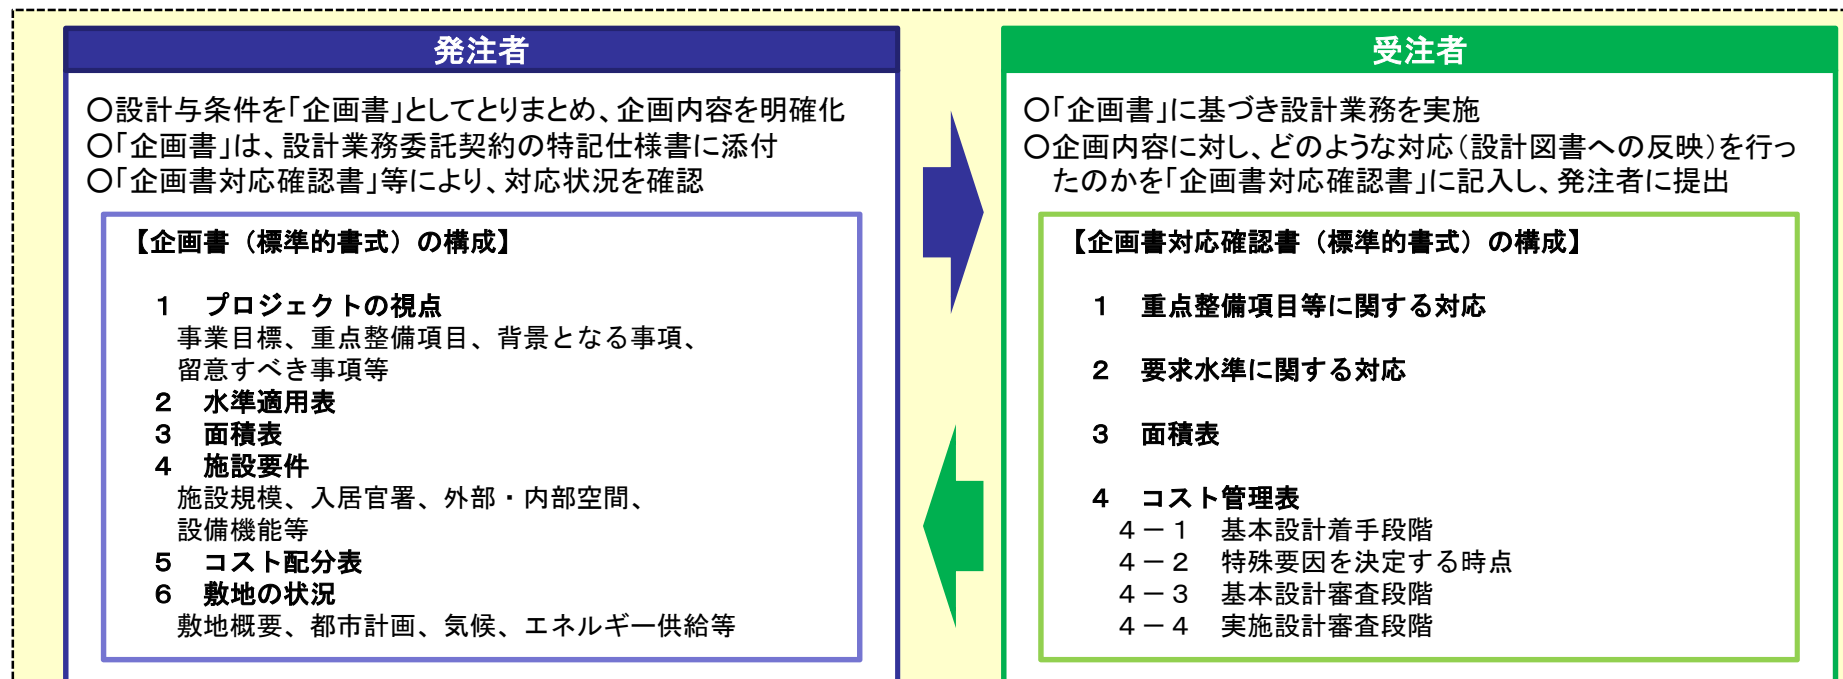 発注者
〇設計与条件を「企画書」としてとりまとめ、企画内容を明確化
〇「企画書」は、設計業務委託契約の特記仕様書に添付
〇「企画書対応確認書」等により、対応状況を確認
【企画書（標準的書式）の構成】
１　プロジェクトの視点
事業目標、重点整備項目、背景となる事項、
留意すべき事項等
２　水準適用表
３　面積表
４　施設要件
施設規模、入居官署、外部・内部空間、
設備機能等
５　コスト配分表
６　敷地の状況
敷地概要、都市計画、気候、エネルギー供給等
受注者
〇「企画書」に基づき設計業務を実施
〇企画内容に対し、どのような対応（設計図書への反映）を行っ
たのかを「企画書対応確認書」に記入し、発注者に提出
【企画書対応確認書（標準的書式）の構成】
１　重点整備項目等に関する対応
２　要求水準に関する対応
３　面積表
４　コスト管理表
４－１　基本設計着手段階
４－２　特殊要因を決定する時点
４－３　基本設計審査段階
４－４　実施設計審査段階